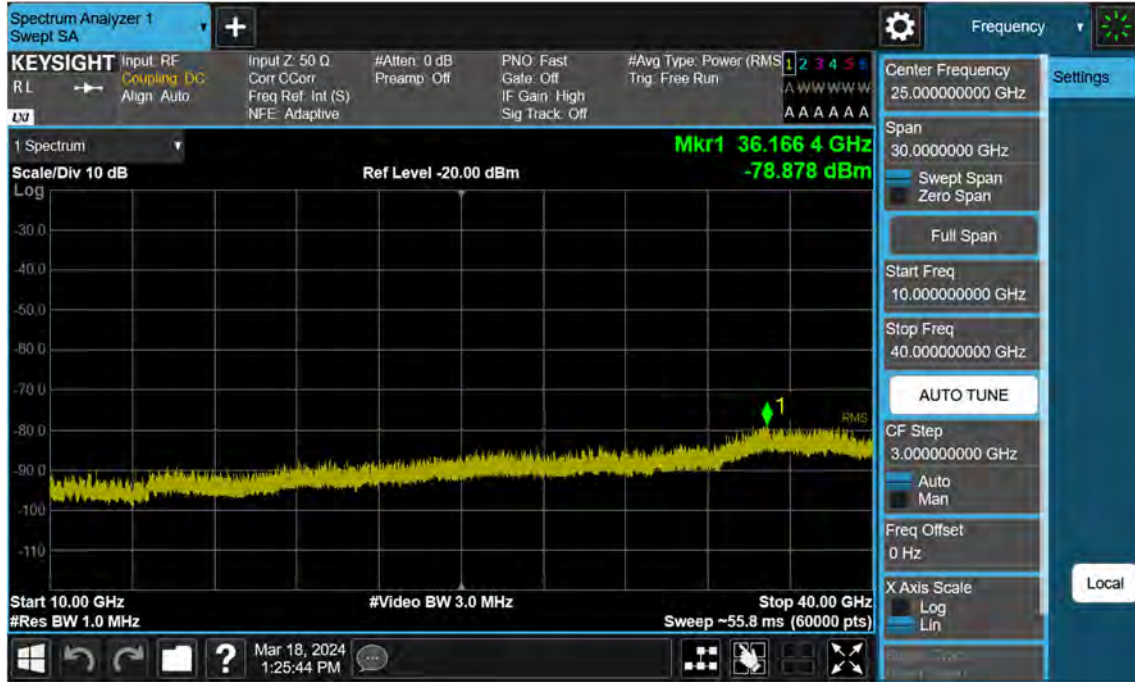 Spectrum Analyzer 1
Swept SA
Frequency
KEYSIGHT
R L
LXI
Input: RF
Coupling: DC
Align: Auto
Input Z: 50 Ω
Corr CCorr
Freq Ref: Int (S)
NFE: Adaptive
#Atten: 0 dB
Preamp: Off
PNO: Fast
Gate: Off
IF Gain: High
Sig Track: Off
#Avg Type: Power (RMS
Trig: Free Run
1 2 3 4 5 6
A W W W W W
A A A A A A
Center Frequency
25.000000000 GHz
Settings
1 Spectrum
Mkr1 36.166 4 GHz
-78.878 dBm
Scale/Div 10 dB
Ref Level -20.00 dBm
Log
-30.0
-40.0
-50.0
-60.0
-70.0
-80.0
-90.0
-100
-110
1
RMS
Start 10.00 GHz
#Video BW 3.0 MHz
Stop 40.00 GHz
#Res BW 1.0 MHz
Sweep ~55.8 ms (60000 pts)
Span
30.0000000 GHz
Swept Span
Zero Span
Full Span
Start Freq
10.000000000 GHz
Stop Freq
40.000000000 GHz
AUTO TUNE
CF Step
3.000000000 GHz
Auto
Man
Freq Offset
0 Hz
X Axis Scale
Log
Lin
Local
?
Mar 18, 2024
1:25:44 PM